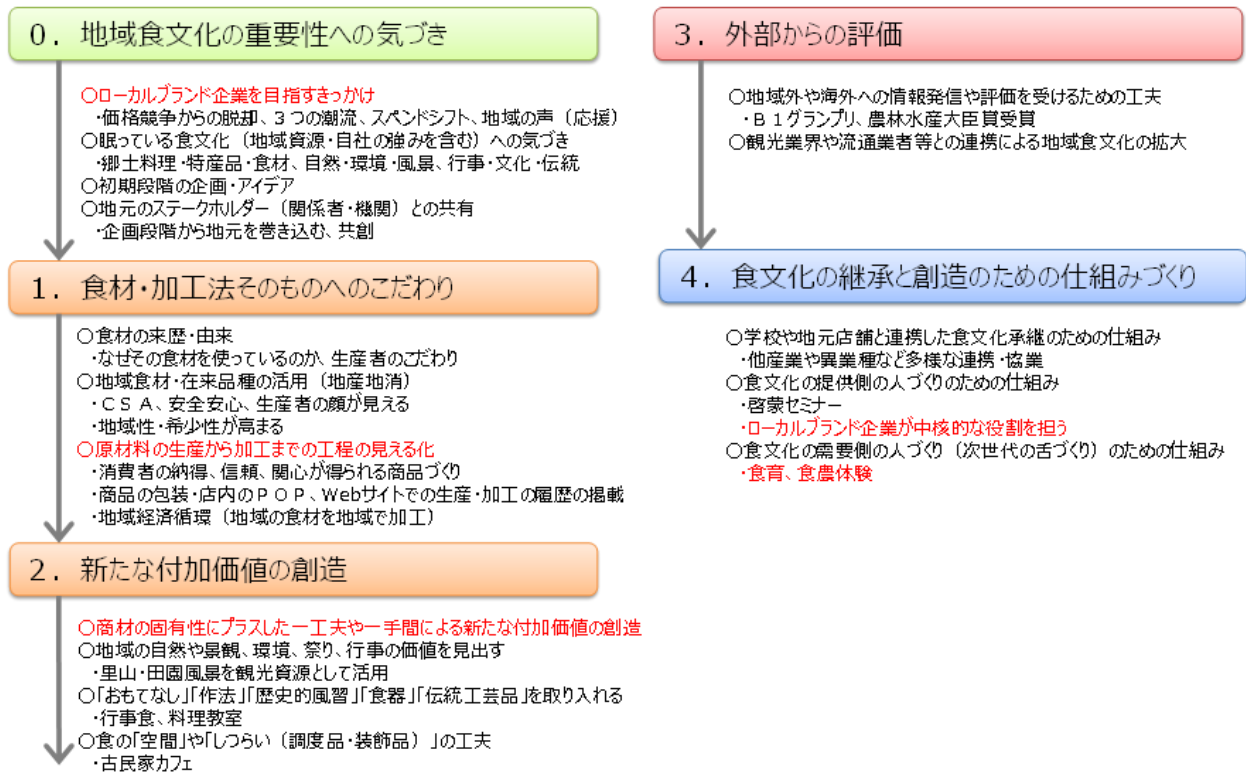 ０．地域食文化の重要性への気づき
○ローカルブランド企業を目指すきっかけ
・価格競争からの脱却、３つの潮流、スペンドシフト、地域の声（応援）
○眠っている食文化（地域資源・自社の強みを含む）への気づき
・郷土料理・特産品・食材、自然・環境・風景、行事・文化・伝統
○初期段階の企画・アイデア
○地元のステークホルダー（関係者・機関）との共有
・企画段階から地元を巻き込む、共創
１．食材・加工法そのものへのこだわり
○食材の来歴・由来
・なぜその食材を使っているのか、生産者のこだわり
○地域食材・在来品種の活用（地産地消）
・ＣＳＡ、安全安心、生産者の顔が見える
・地域性・希少性が高まる
○原材料の生産から加工までの工程の見える化
・消費者の納得、信頼、関心が得られる商品づくり
・商品の包装・店内のＰＯＰ、Webサイトでの生産・加工の履歴の掲載
・地域経済循環（地域の食材を地域で加工）
２．新たな付加価値の創造
○商材の固有性にプラスした一工夫や一手間による新たな付加価値の創造
○地域の自然や景観、環境、祭り、行事の価値を見出す
・里山・田園風景を観光資源として活用
○「おもてなし」「作法」「歴史的風習」「食器」「伝統工芸品」を取り入れる
・行事食、料理教室
○食の「空間」や「しつらい（調度品・装飾品）」の工夫
・古民家カフェ
３．外部からの評価
○地域外や海外への情報発信や評価を受けるための工夫
・Ｂ１グランプリ、農林水産大臣賞受賞
○観光業界や流通業者等との連携による地域食文化の拡大
４．食文化の継承と創造のための仕組みづくり
○学校や地元店舗と連携した食文化承継のための仕組み
・他産業や異業種など多様な連携・協業
○食文化の提供側の人づくりのための仕組み
・啓蒙セミナー
・ローカルブランド企業が中核的な役割を担う
○食文化の需要側の人づくり（次世代の舌づくり）のための仕組み
・食育、食農体験